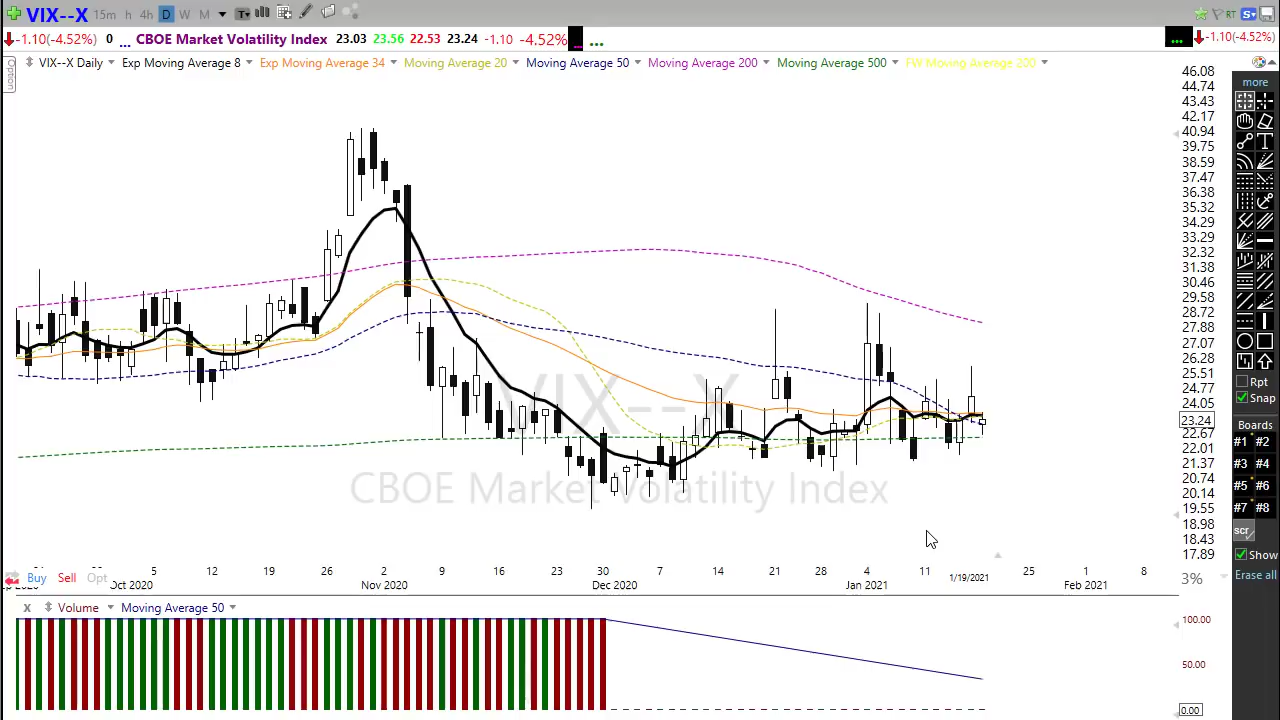 VIX--X 15m h 4h D W M T
-1.10(-4.52%) 0 ... CBOE Market Volatility Index 23.03 23.56 22.53 23.24 -1.10 -4.52% ... ... -1.10(-4.52%)
RT S
Option
VIX--X Daily Exp Moving Average 8 Exp Moving Average 34 Moving Average 20 Moving Average 50 Moving Average 200 Moving Average 500 FW Moving Average 200
46.08
44.74
43.43
42.17
40.94
39.75
38.59
37.47
36.38
35.32
34.29
33.29
32.32
31.38
30.46
29.58
28.72
27.88
27.07
26.28
25.51
24.77
24.05
23.24
22.67
22.01
21.37
20.74
20.14
19.55
18.98
18.43
17.89
3%
VIX--X
CBOE Market Volatility Index
more
T
Rpt
Snap
Boards
#1 #2
#3 #4
#5 #6
#7 #8
scr
Show
Erase all
Buy Sell Opt
5 12 19 26 2 9 16 23 30 7 14 21 28 4 11 1/19/2021 25 1 8
Oct 2020 Nov 2020 Dec 2020 Jan 2021 Feb 2021
X Volume Moving Average 50
100.00
50.00
0.00